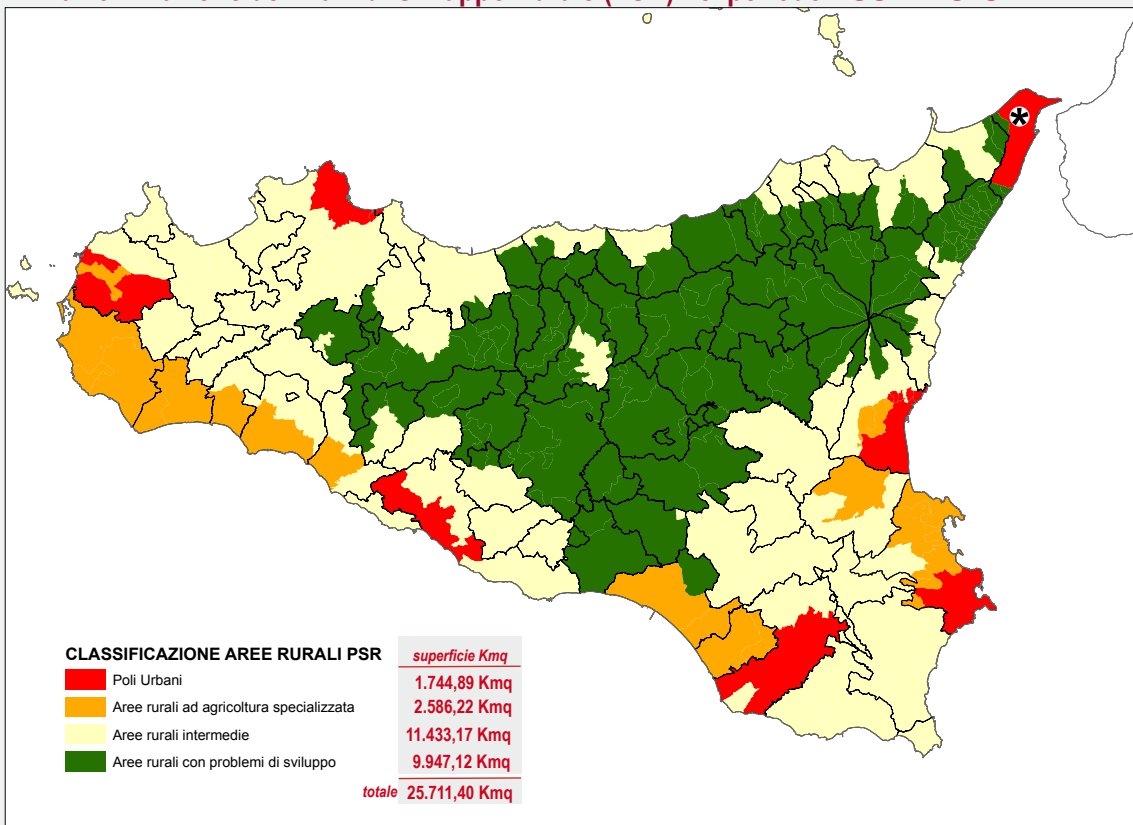 CLASSIFICAZIONE AREE RURALI PSR
superficie Kmq
Poli Urbani 1.744,89 Kmq
Aree rurali ad agricoltura specializzata 2.586,22 Kmq
Aree rurali intermedie 11.433,17 Kmq
Aree rurali con problemi di sviluppo 9.947,12 Kmq
totale 25.711,40 Kmq